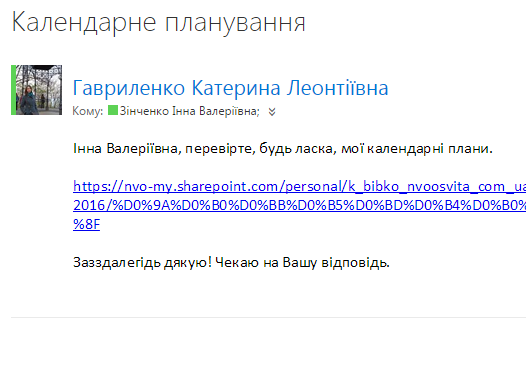 Календарне планування
Гавриленко Катерина Леонтіївна
Кому: Зінченко Інна Валеріївна;
Інна Валеріївна, перевірте, будь ласка, мої календарні плани.
https://nvo-my.sharepoint.com/personal/k_bibko_nvoosvita_com_ua
2016/%D0%9A%D0%B0%D0%BB%D0%B5%D0%BD%D0%B4%D0%B0%
%8F
Заззделегідь дякую! Чекаю на Вашу відповідь.